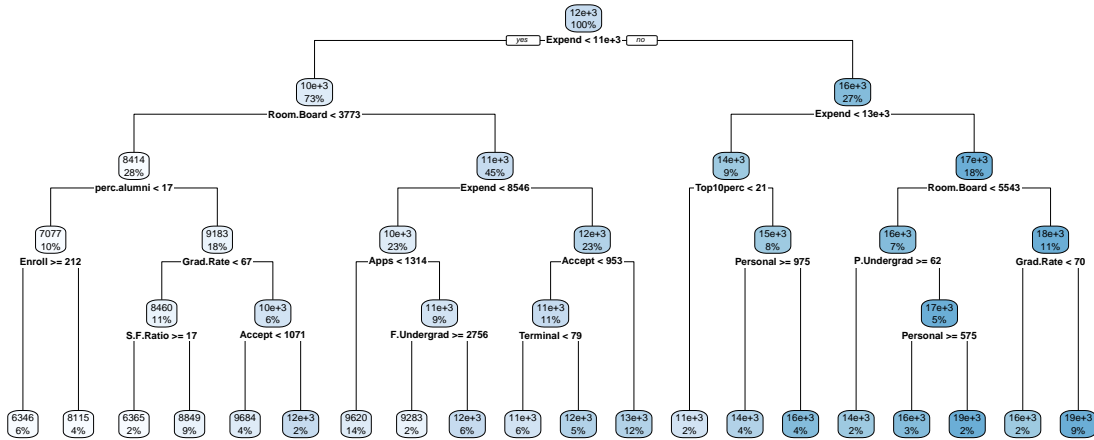 12e+3
100%
yes Expend < 11e+3 no
10e+3
73%
Room.Board < 3773
16e+3
27%
Expend < 13e+3
8414
28%
perc.alumni < 17
11e+3
45%
Expend < 8546
14e+3
9%
Top10perc < 21
17e+3
18%
Room.Board < 5543
7077
10%
Enroll >= 212
9183
18%
Grad.Rate < 67
10e+3
23%
Apps < 1314
12e+3
23%
Accept < 953
15e+3
8%
Personal >= 975
16e+3
7%
P.Undergrad >= 62
18e+3
11%
Grad.Rate < 70
8460
11%
S.F.Ratio >= 17
10e+3
6%
Accept < 1071
11e+3
9%
F.Undergrad >= 2756
11e+3
11%
Terminal < 79
17e+3
5%
Personal >= 575
6346
6%
8115
4%
6365
2%
8849
9%
9684
4%
12e+3
2%
9620
14%
9283
2%
12e+3
6%
11e+3
6%
12e+3
5%
13e+3
12%
11e+3
2%
14e+3
4%
16e+3
4%
14e+3
2%
16e+3
3%
19e+3
2%
16e+3
2%
19e+3
9%